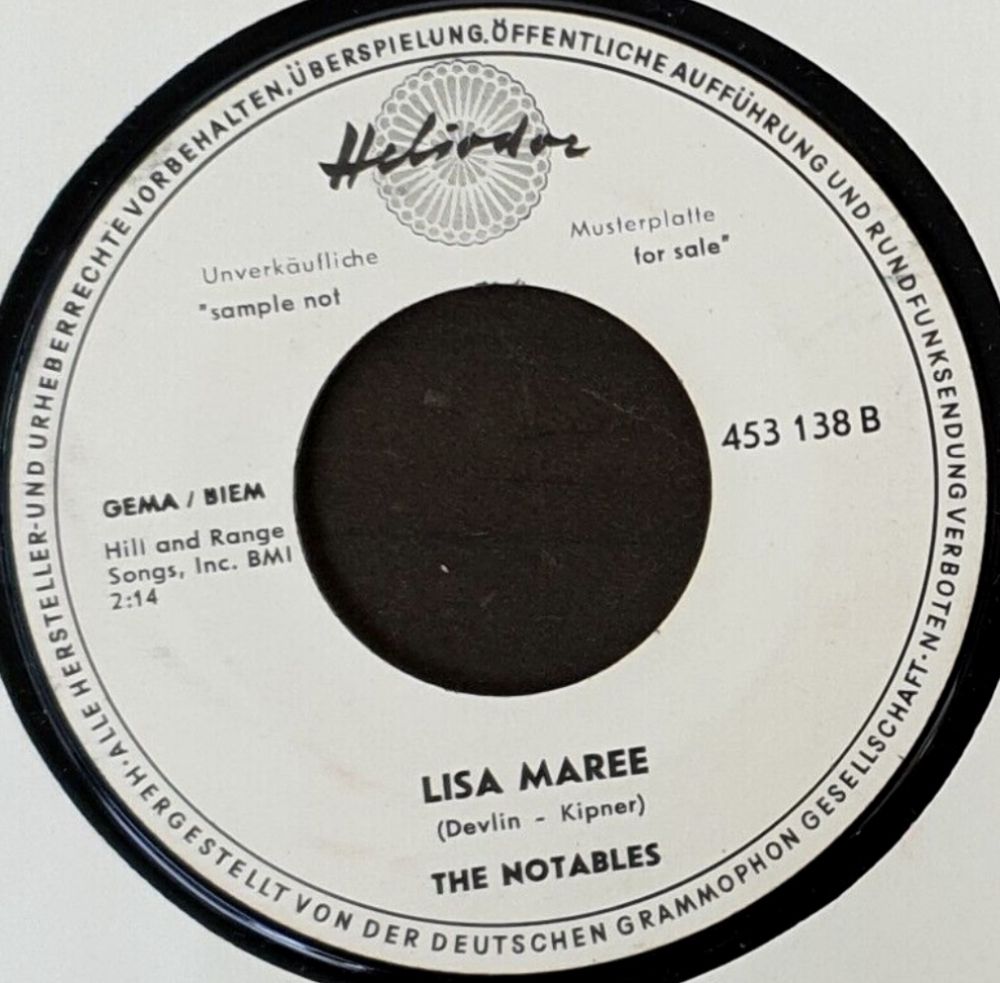 HERGESTELLT VON DER DEUTSCHEN GRAMMOPHON GESELLSCHAFT · ALLE HERSTELLER-UND URHEBERRECHTE VORBEHALTEN, ÜBERSPIELUNG. ÖFFENTLICHE AUFFÜHRUNG UND RUNDFUNKSENDUNG VERBOTEN ·
Heliodor
Unverkäufliche Musterplatte
"sample not for sale"
453 138 B
GEMA / BIEM
Hill and Range
Songs, Inc. BMI
2:14
LISA MAREE
(Devlin - Kipner)
THE NOTABLES